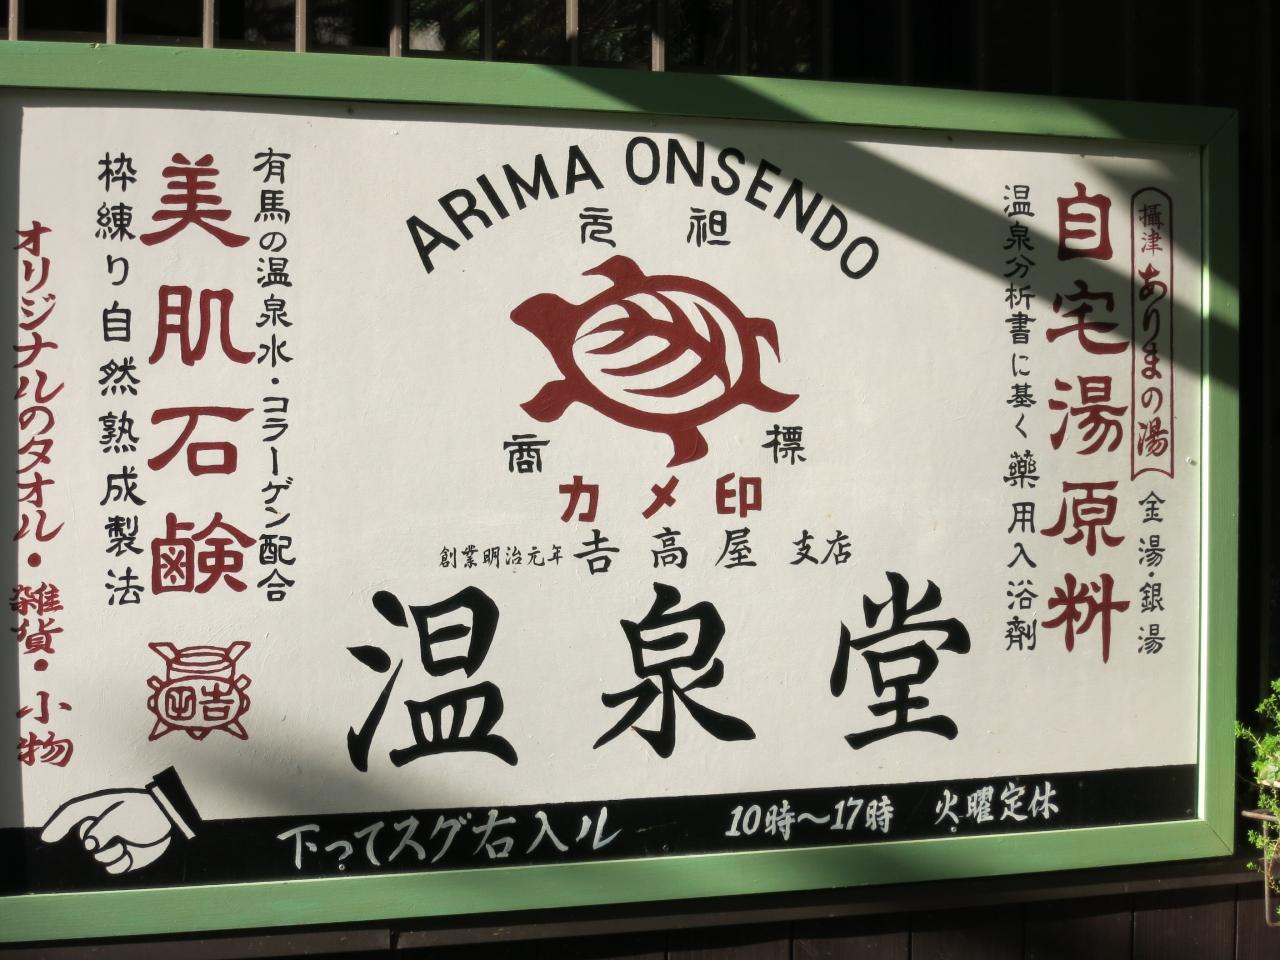 ARIMA ONSENDO
元祖
商標
カメ印
創業明治元年 吉高屋 支店
温泉堂
攝津 ありまの湯 金湯・銀湯
自宅湯原料
温泉分析書に基く薬用入浴剤
有馬の温泉水・コラーゲン配合
美肌石鹸
吉
枠練り自然熟成製法
オリジナルのタオル・雑貨・小物
下ってスグ右入ル
10時〜17時 火曜定休